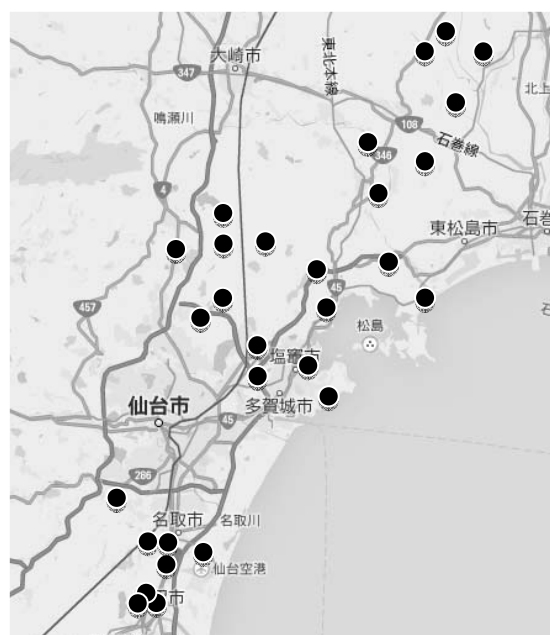 大崎市
東北本線
347
北上
鳴瀬川
108
石巻線
346
4
東松島市
石巻
457
45
松島
塩竈市
仙台市
多賀城市
45
286
名取市
名取川
仙台空港
市